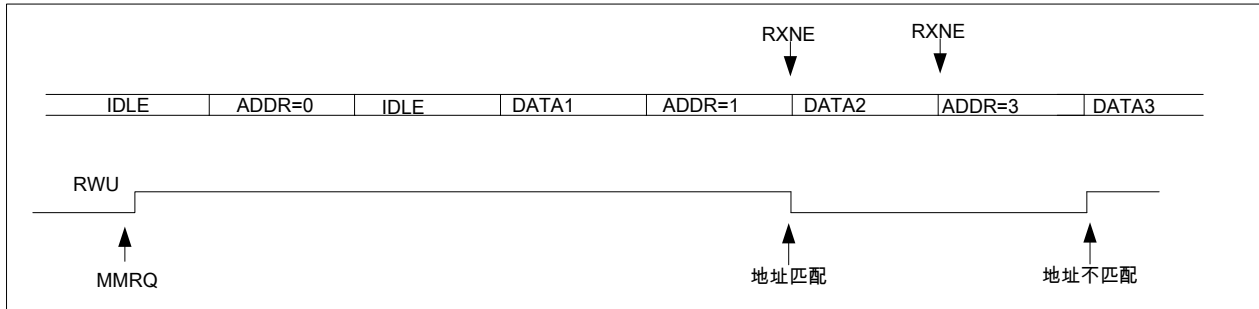 RXNE RXNE
IDLE ADDR=0 IDLE DATA1 ADDR=1 DATA2 ADDR=3 DATA3
RWU
MMRQ 地址匹配 地址不匹配